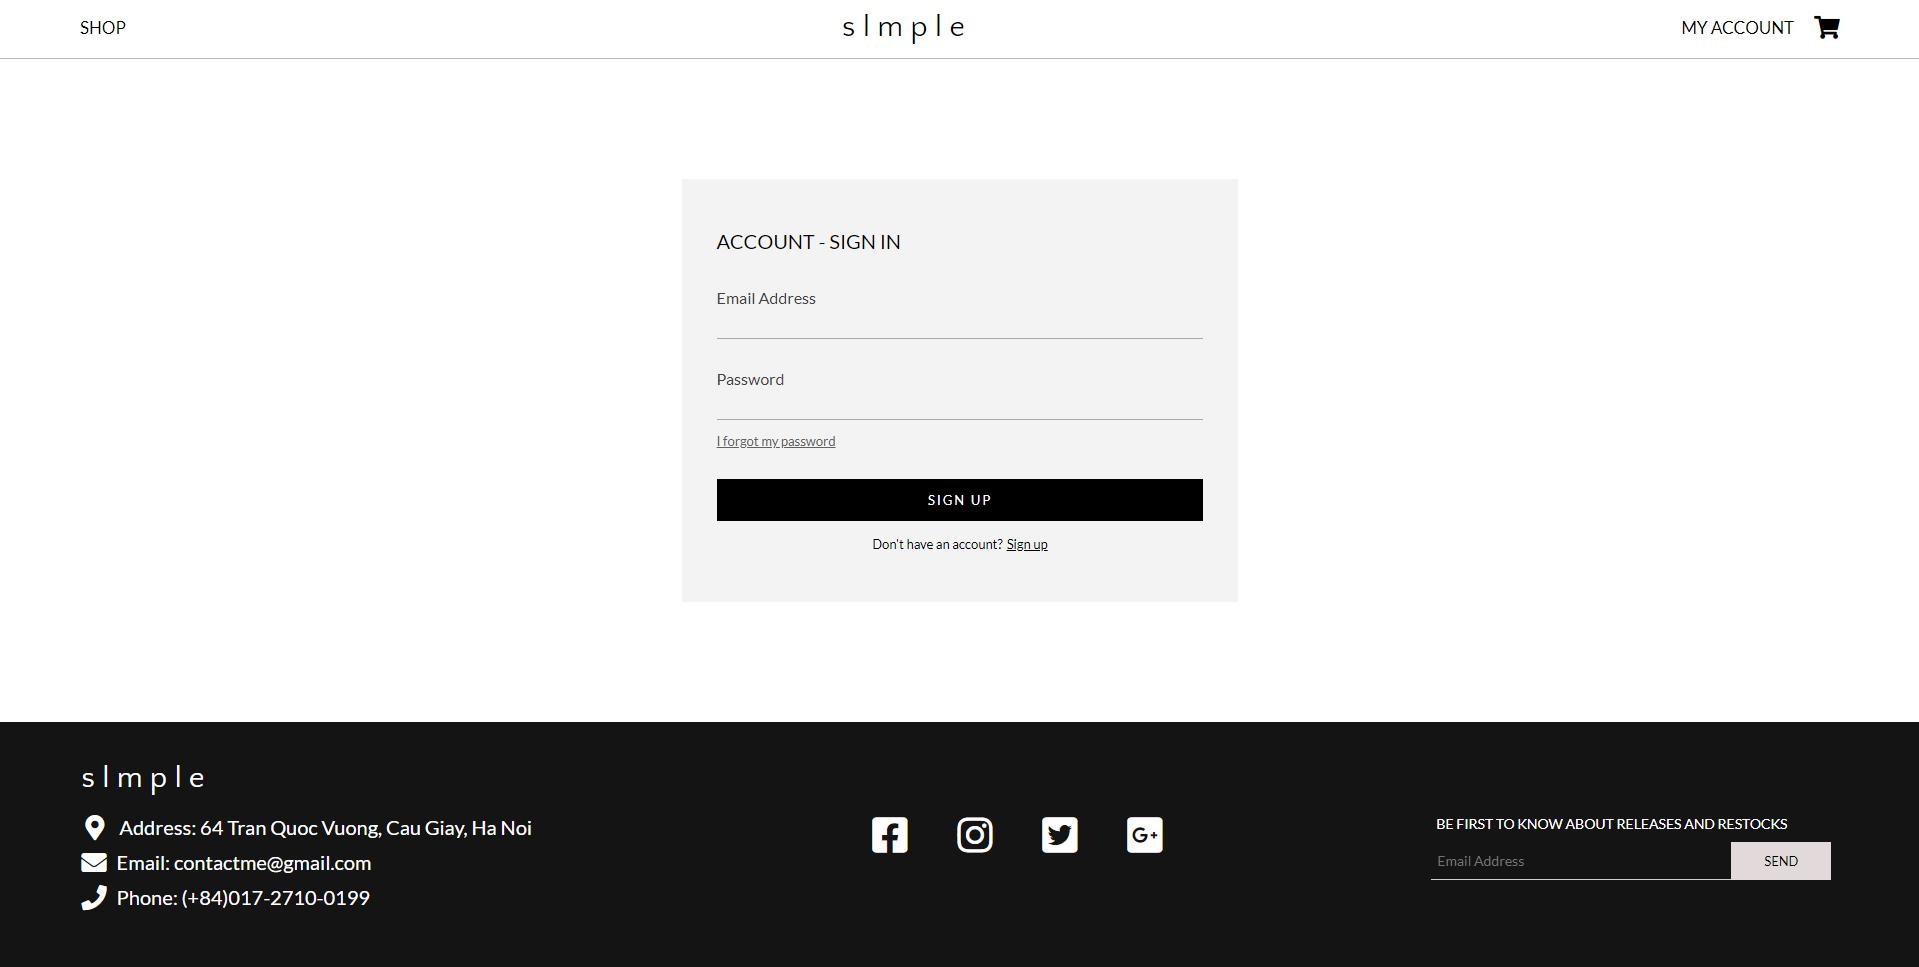 SHOP
slmple
MY ACCOUNT
ACCOUNT - SIGN IN
Email Address
Password
I forgot my password
SIGN UP
Don't have an account? Sign up
slmple
Address: 64 Tran Quoc Vuong, Cau Giay, Ha Noi
Email: contactme@gmail.com
Phone: (+84)017-2710-0199
G+
BE FIRST TO KNOW ABOUT RELEASES AND RESTOCKS
Email Address
SEND